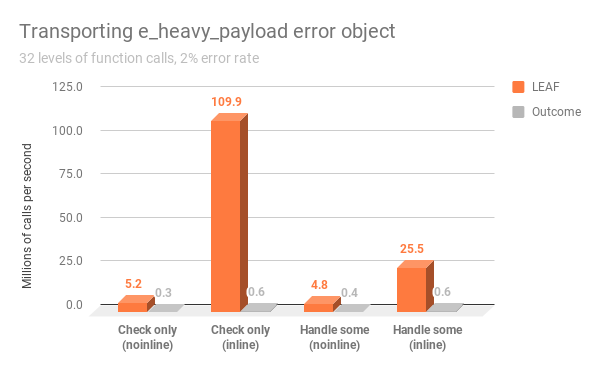 Transporting e_heavy_payload error object
32 levels of function calls, 2% error rate
Millions of calls per second
125.0
100.0
75.0
50.0
25.0
0.0
5.2
0.3
109.9
0.6
4.8
0.4
25.5
0.6
Check only
(noinline)
Check only
(inline)
Handle some
(noinline)
Handle some
(inline)
LEAF
Outcome